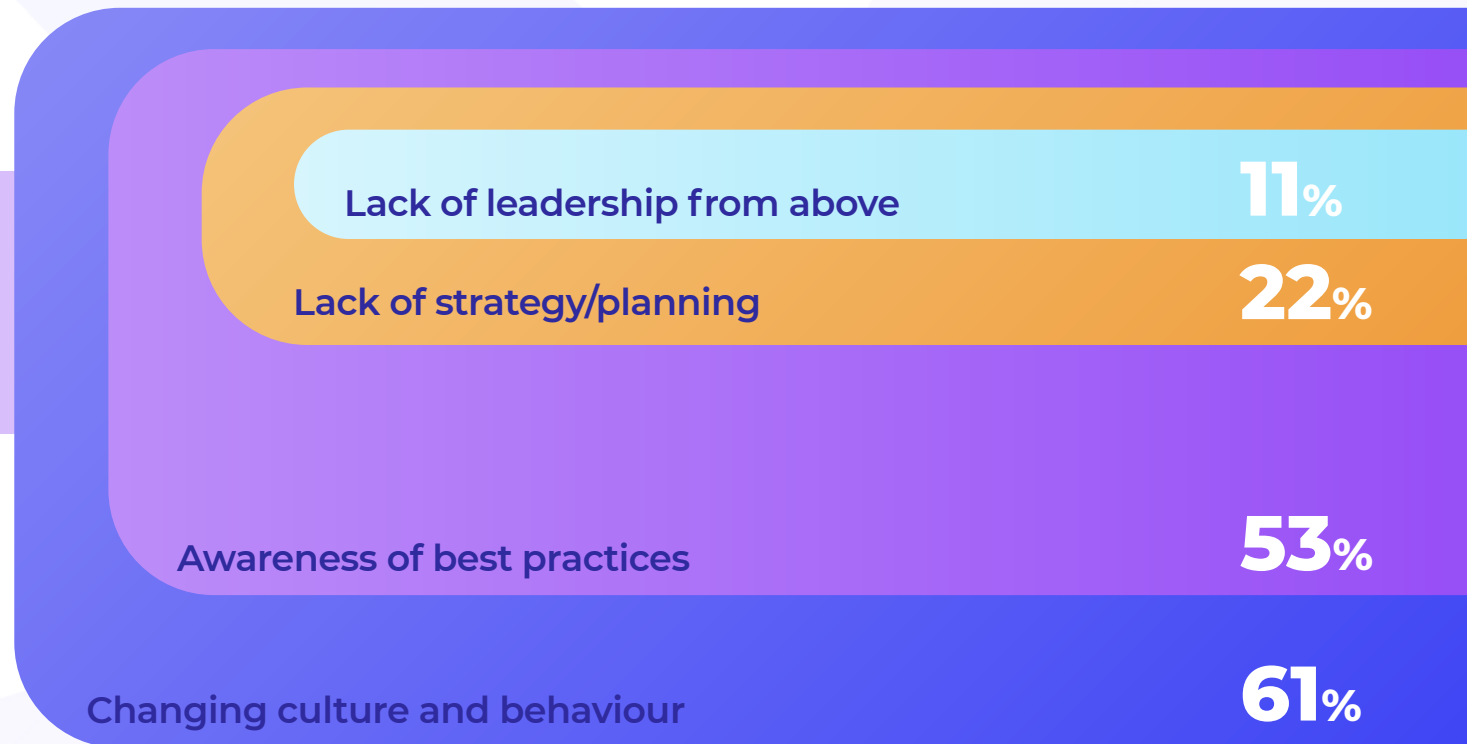 Lack of leadership from above 11%
Lack of strategy/planning 22%
Awareness of best practices 53%
Changing culture and behaviour 61%